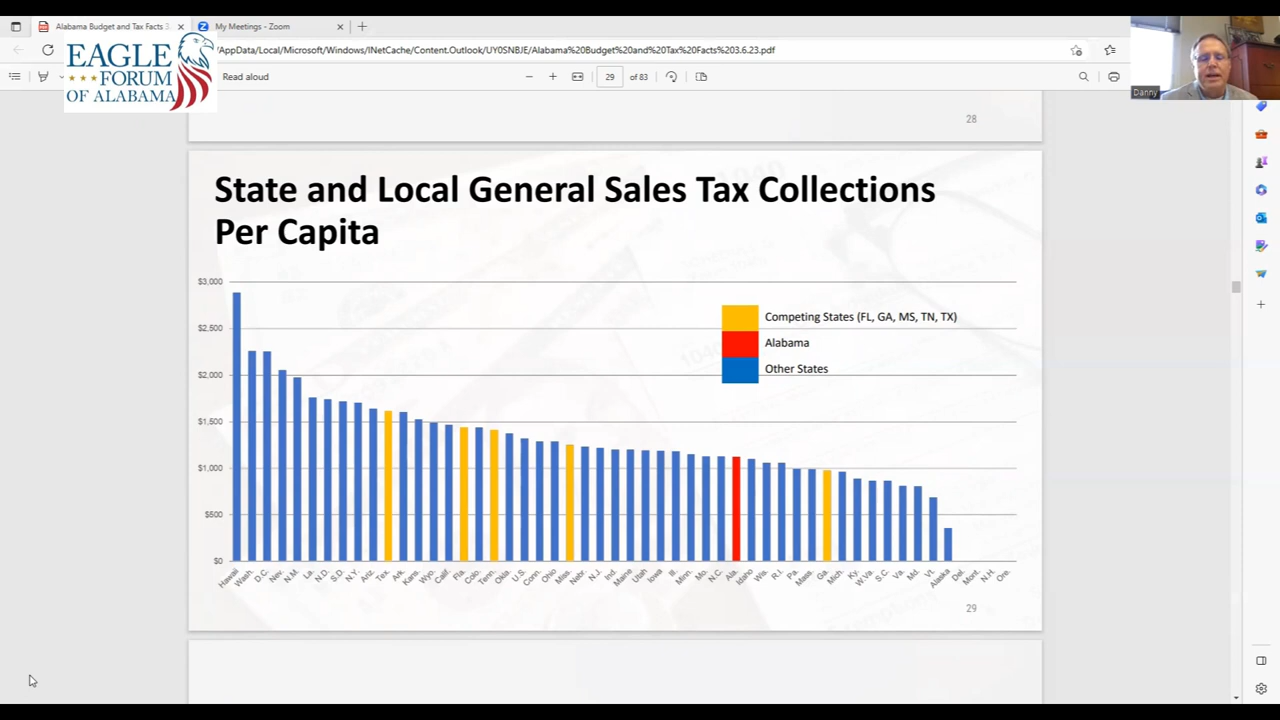 Alabama Budget and Tax Facts 3
My Meetings - Zoom
/AppData/Local/Microsoft/Windows/INetCache/Content.Outlook/UY0SNBJE/Alabama%20Budget%20and%20Tax%20Facts%203.6.23.pdf
EAGLE
FORUM
OF ALABAMA
Read aloud
29 of 83
Danny
28
State and Local General Sales Tax Collections
Per Capita
$3,000
$2,500
$2,000
$1,500
$1,000
$500
$0
Competing States (FL, GA, MS, TN, TX)
Alabama
Other States
Hawaii Wash. D.C. Nev. N.M. La. N.D. S.D. N.Y. Ariz. Tex. Ark. Kans. Wyo. Calif. Fla. Colo. Tenn. Okla. U.S. Conn. Ohio Miss. Nebr. N.J. Ind. Maine Utah Iowa Ill. Minn. Mo. N.C. Ala. Idaho Wis. R.I. Pa. Mass. Ga. Mich. Ky. W.Va. S.C. Va. Md. Vt. Alaska Del. Mont. N.H. Ore.
29